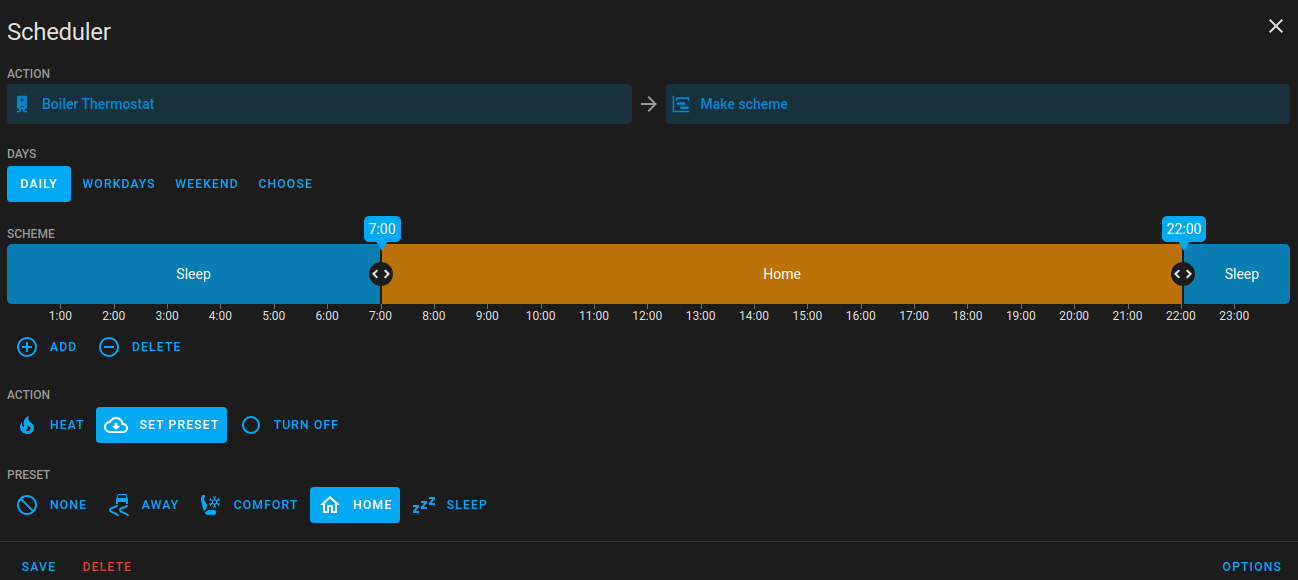 Scheduler
ACTION
Boiler Thermostat
Make scheme
DAYS
DAILY WORKDAYS WEEKEND CHOOSE
SCHEME
7:00 22:00
Sleep Home Sleep
1:00 2:00 3:00 4:00 5:00 6:00 7:00 8:00 9:00 10:00 11:00 12:00 13:00 14:00 15:00 16:00 17:00 18:00 19:00 20:00 21:00 22:00 23:00
ADD DELETE
ACTION
HEAT SET PRESET TURN OFF
PRESET
NONE AWAY COMFORT HOME zzz SLEEP
SAVE DELETE OPTIONS